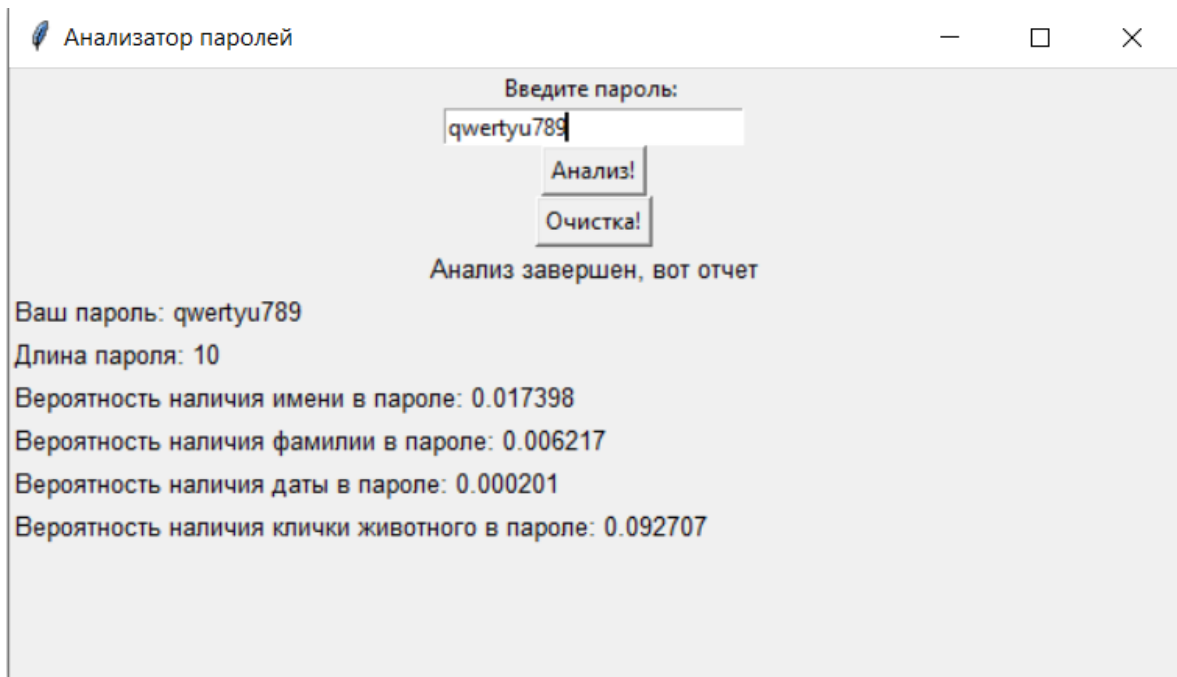 Анализатор паролей
Введите пароль:
qwertyu789
Анализ!
Очистка!
Анализ завершен, вот отчет
Ваш пароль: qwertyu789
Длина пароля: 10
Вероятность наличия имени в пароле: 0.017398
Вероятность наличия фамилии в пароле: 0.006217
Вероятность наличия даты в пароле: 0.000201
Вероятность наличия клички животного в пароле: 0.092707